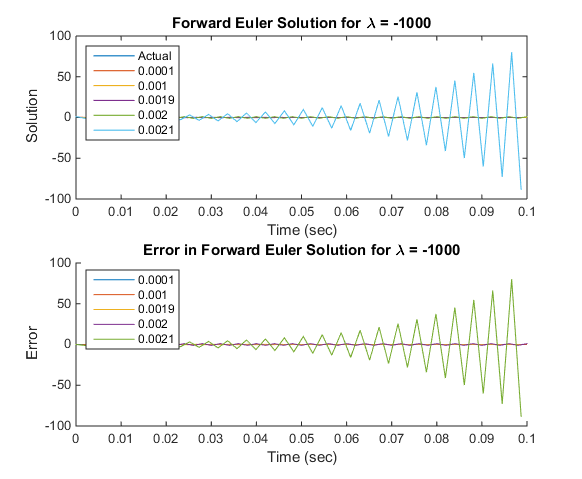 Forward Euler Solution for λ = -1000
100
50
0
-50
-100
Solution
Actual
0.0001
0.001
0.0019
0.002
0.0021
0 0.01 0.02 0.03 0.04 0.05 0.06 0.07 0.08 0.09 0.1
Time (sec)
Error in Forward Euler Solution for λ = -1000
100
50
0
-50
-100
Error
0.0001
0.001
0.0019
0.002
0.0021
0 0.01 0.02 0.03 0.04 0.05 0.06 0.07 0.08 0.09 0.1
Time (sec)